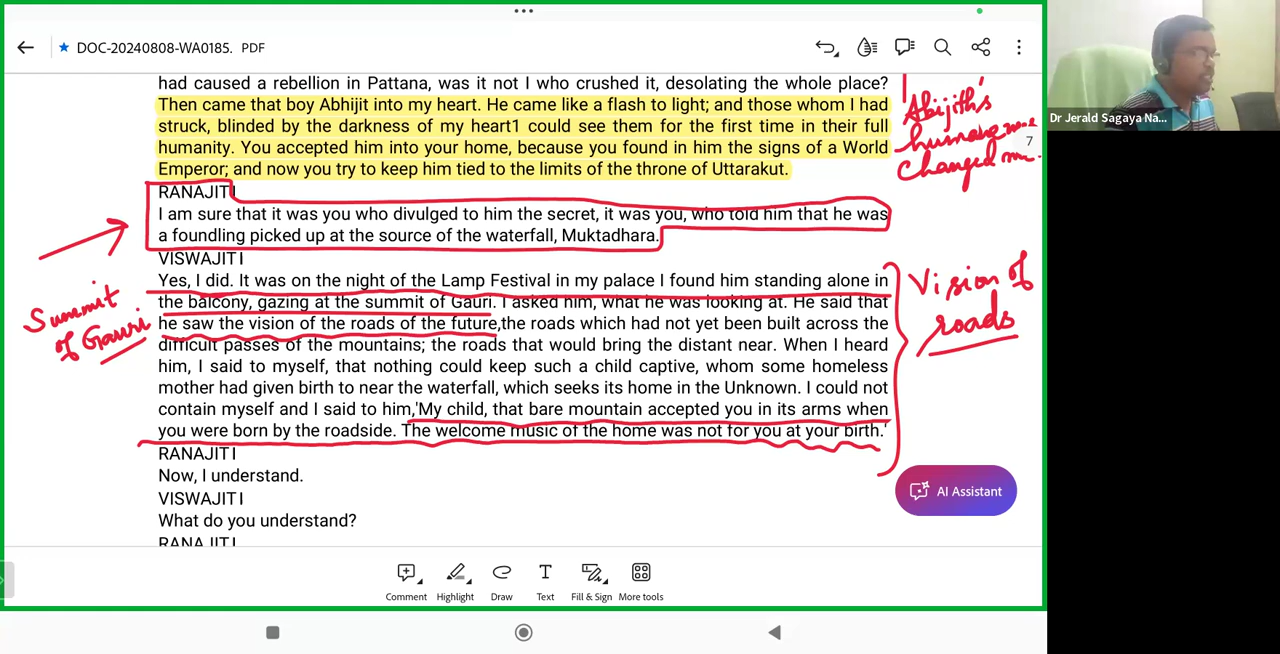 DOC-20240808-WA0185. PDF
had caused a rebellion in Pattana, was it not I who crushed it, desolating the whole place?
Then came that boy Abhijit into my heart. He came like a flash to light; and those whom I had
struck, blinded by the darkness of my heart1 could see them for the first time in their full
humanity. You accepted him into your home, because you found in him the signs of a World
Emperor; and now you try to keep him tied to the limits of the throne of Uttarakut.
RANAJITI
I am sure that it was you who divulged to him the secret, it was you, who told him that he was
a foundling picked up at the source of the waterfall, Muktadhara.
VISWAJITI
Yes, I did. It was on the night of the Lamp Festival in my palace I found him standing alone in
the balcony, gazing at the summit of Gauri. I asked him, what he was looking at. He said that
he saw the vision of the roads of the future,the roads which had not yet been built across the
difficult passes of the mountains; the roads that would bring the distant near. When I heard
him, I said to myself, that nothing could keep such a child captive, whom some homeless
mother had given birth to near the waterfall, which seeks its home in the Unknown. I could not
contain myself and I said to him,'My child, that bare mountain accepted you in its arms when
you were born by the roadside. The welcome music of the home was not for you at your birth.'
RANAJITI
Now, I understand.
VISWAJITI
What do you understand?
RANAJITI
Abijith's
changed
7
Summit
of Gauri
Vision of
roads
AI Assistant
Comment
Highlight
Draw
Text
Fill & Sign
More tools
Dr Jerald Sagaya Na...